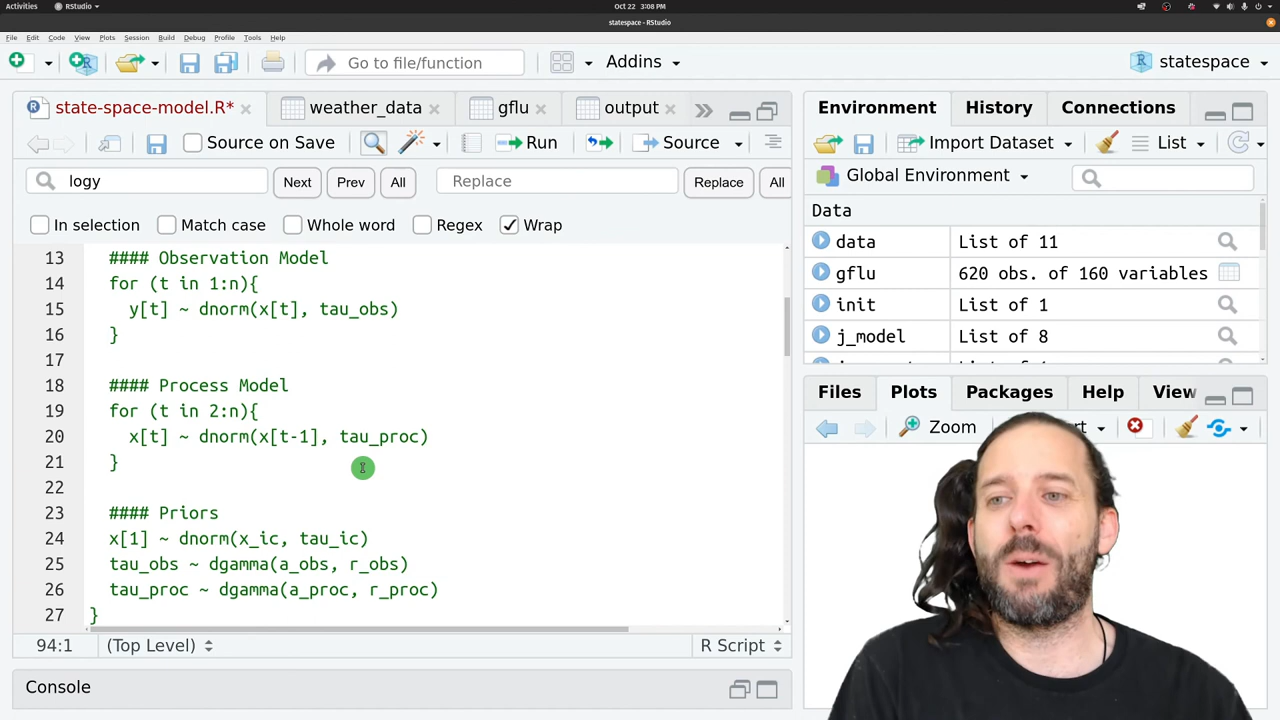 Activities RStudio Oct 22 3:08 PM
statespace - RStudio
File Edit Code View Plots Session Build Debug Profile Tools Help
Go to file/function Addins statespace
state-space-model.R* weather_data gflu output
Source on Save Run Source
logy Next Prev All Replace Replace All
In selection Match case Whole word Regex Wrap
13 #### Observation Model
14 for (t in 1:n){
15 y[t] ~ dnorm(x[t], tau_obs)
16 }
17
18 #### Process Model
19 for (t in 2:n){
20 x[t] ~ dnorm(x[t-1], tau_proc)
21 }
22
23 #### Priors
24 x[1] ~ dnorm(x_ic, tau_ic)
25 tau_obs ~ dgamma(a_obs, r_obs)
26 tau_proc ~ dgamma(a_proc, r_proc)
27 }
94:1 (Top Level) R Script
Console
Environment History Connections
Import Dataset List
Global Environment
Data
data List of 11
gflu 620 obs. of 160 variables
init List of 1
j_model List of 8
Files Plots Packages Help View
Zoom